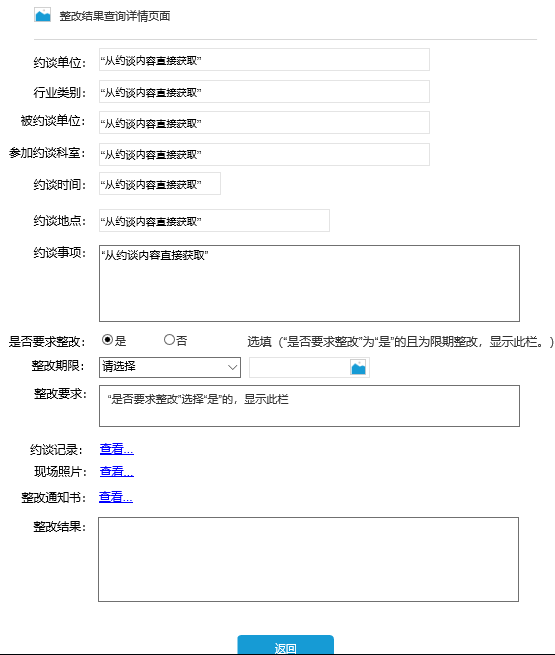 整改结果查询详情页面
约谈单位： “从约谈内容直接获取”
行业类别： “从约谈内容直接获取”
被约谈单位： “从约谈内容直接获取”
参加约谈科室： “从约谈内容直接获取”
约谈时间： “从约谈内容直接获取”
约谈地点： “从约谈内容直接获取”
约谈事项： “从约谈内容直接获取”
是否要求整改： 是 否 选填（“是否要求整改”为“是”的且为限期整改，显示此栏。）
整改期限： 请选择
整改要求： “是否要求整改”选择“是”的，显示此栏
约谈记录： 查看...
现场照片： 查看...
整改通知书： 查看...
整改结果：
返回